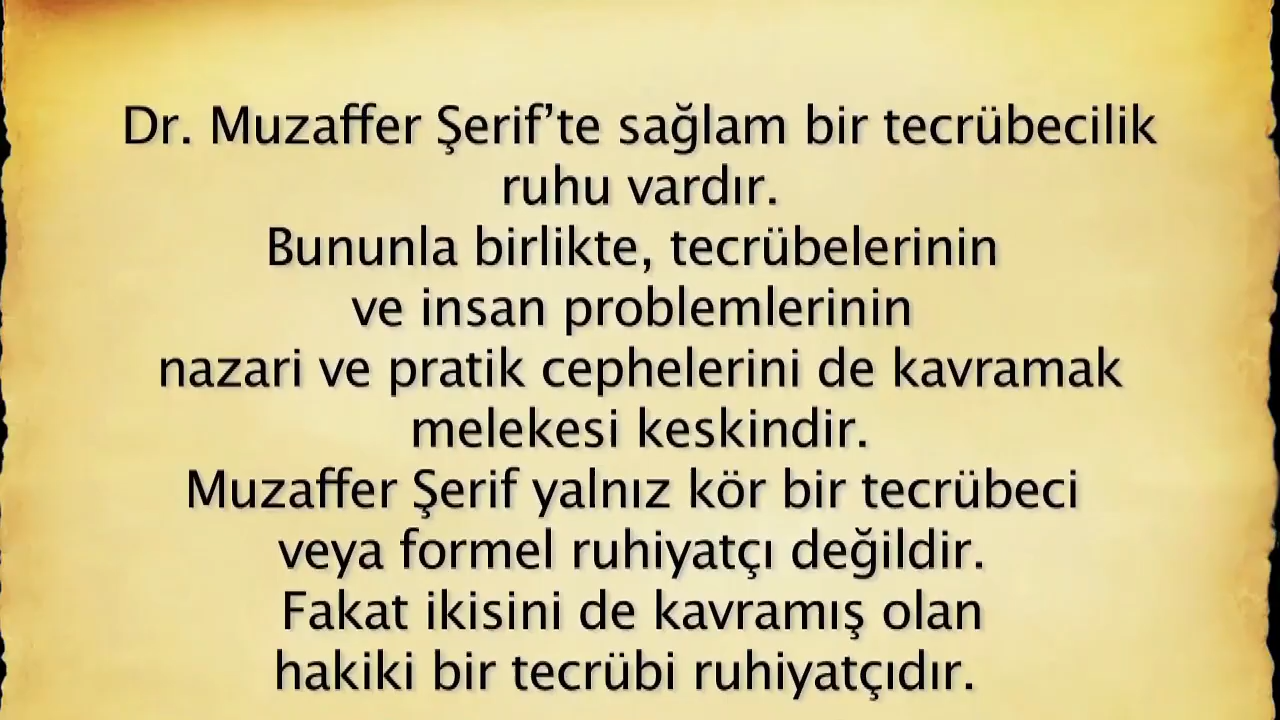 Dr. Muzaffer Şerif’te sağlam bir tecrübecilik
ruhu vardır.
Bununla birlikte, tecrübelerinin
ve insan problemlerinin
nazari ve pratik cephelerini de kavramak
melekesi keskindir.
Muzaffer Şerif yalnız kör bir tecrübeci
veya formel ruhiyatçı değildir.
Fakat ikisini de kavramış olan
hakiki bir tecrübi ruhiyatçıdır.